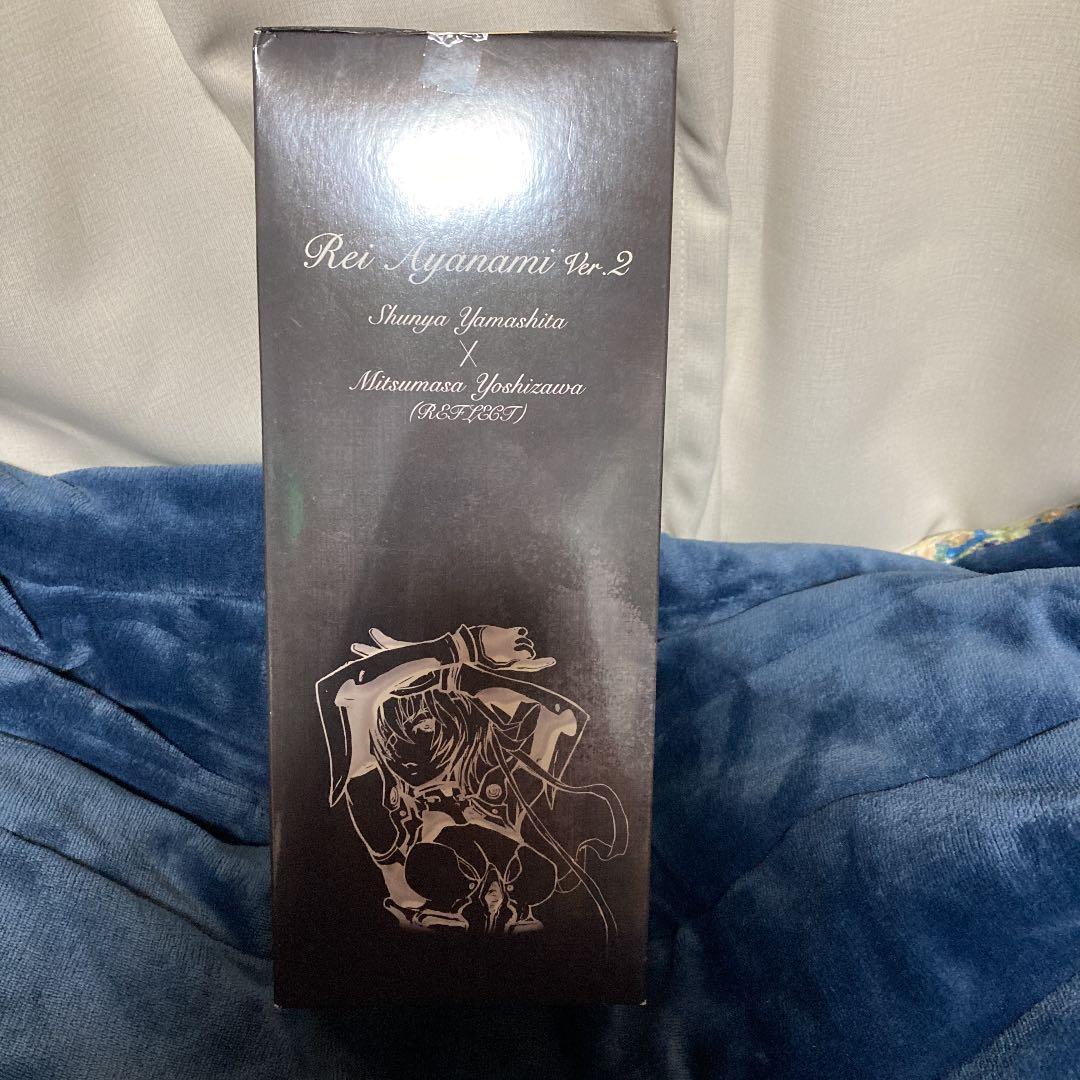 Rei Ayanami Ver.2
Shunya Yamashita
X
Mitsumasa Yoshizawa
(REFLECT)